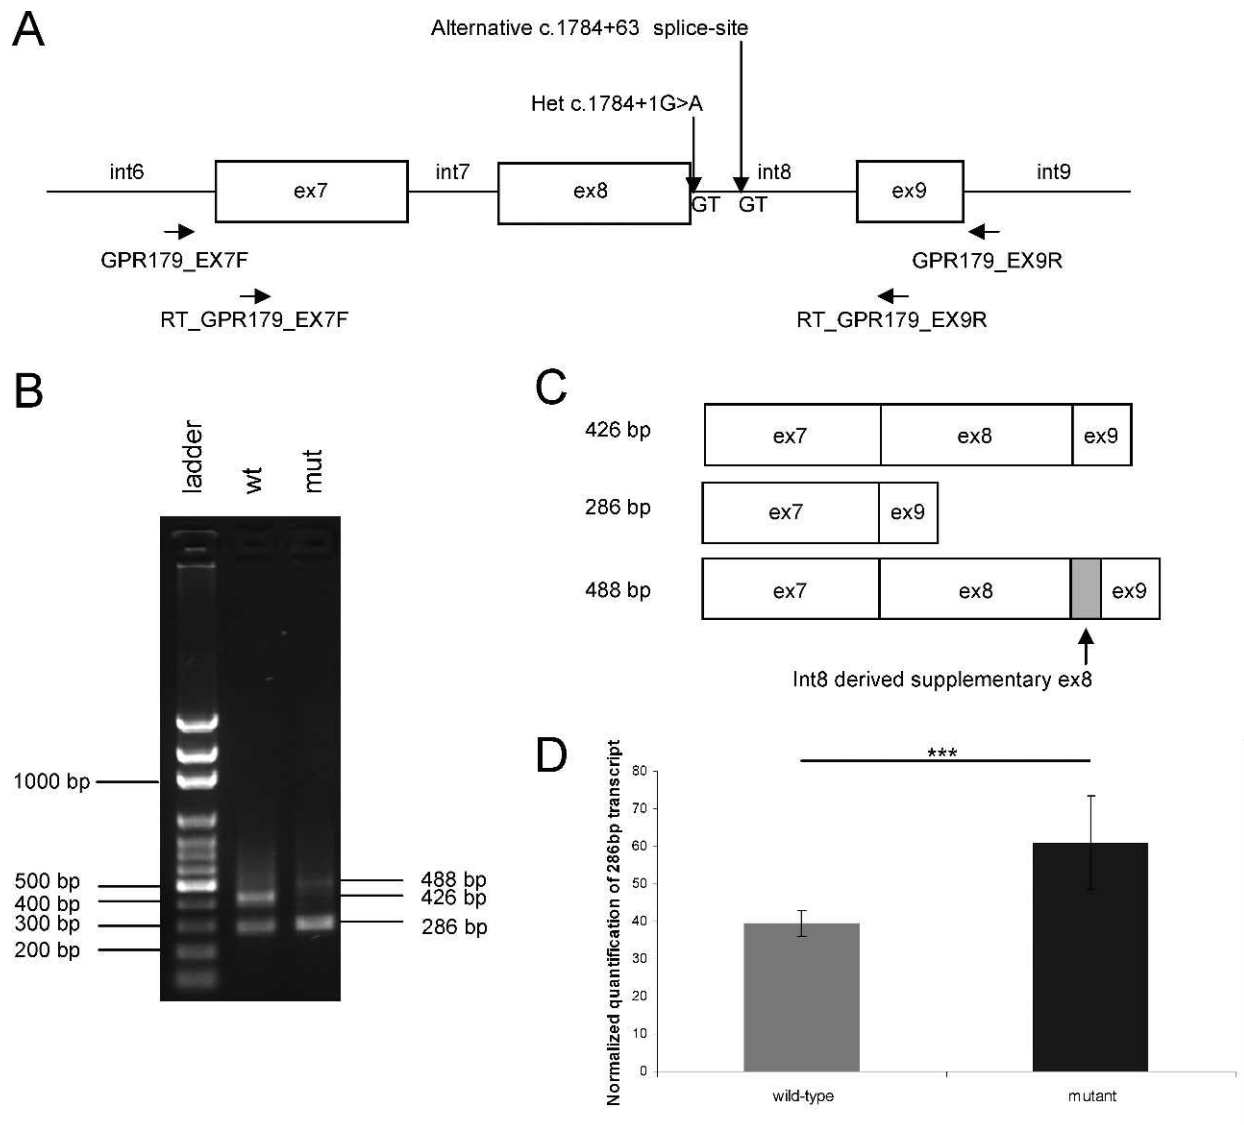 A
Alternative c.1784+63 splice-site
Het c.1784+1G>A
int6
ex7
int7
ex8
int8
ex9
int9
GT GT
GPR179_EX7F
GPR179_EX9R
RT_GPR179_EX7F
RT_GPR179_EX9R
B
ladder
wt
mut
1000 bp
500 bp
400 bp
300 bp
200 bp
488 bp
426 bp
286 bp
C
426 bp
ex7
ex8
ex9
286 bp
ex7
ex9
488 bp
ex7
ex8
ex9
Int8 derived supplementary ex8
D
Normalized quantification of 286bp transcript
***
80
70
60
50
40
30
20
10
0
wild-type
mutant